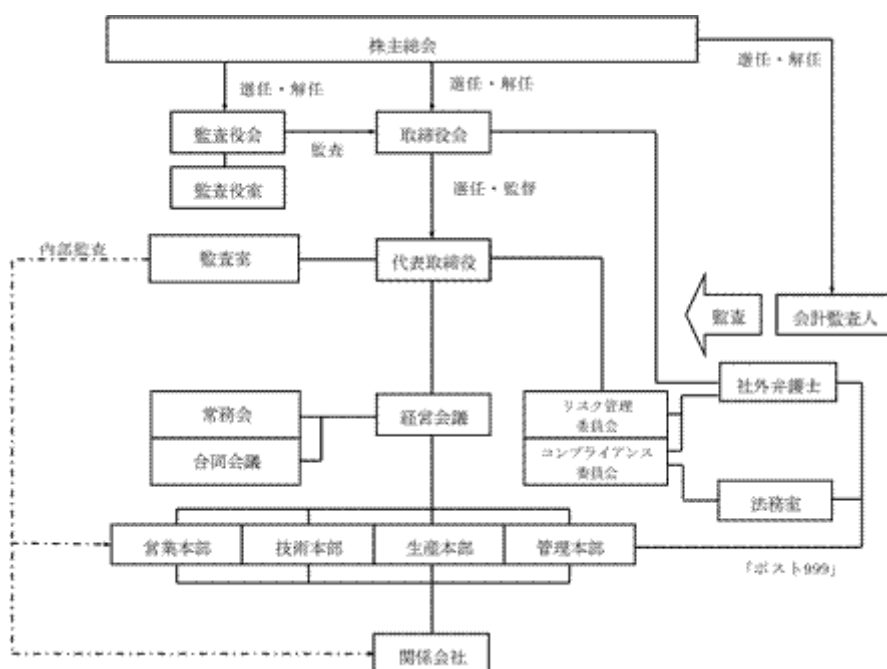 株主総会
選任・解任
選任・解任
選任・解任
監査役会
監査
取締役会
監査役室
選任・監督
内部監査
監査室
代表取締役
監査
会計監査人
社外弁護士
常務会
経営会議
リスク管理
委員会
合同会議
コンプライアンス
委員会
法務室
営業本部
技術本部
生産本部
管理本部
「ポスト999」
関係会社